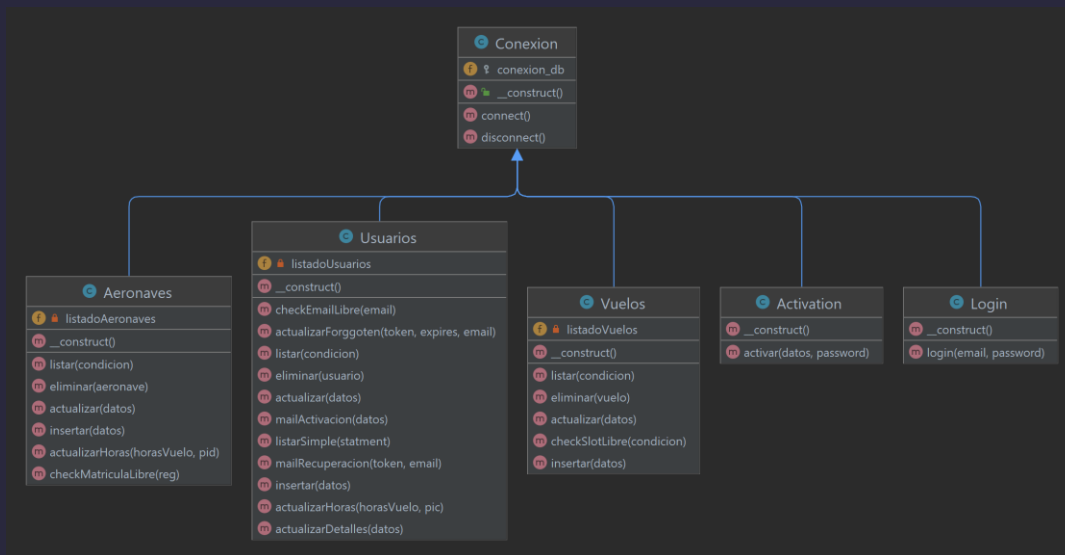 Conexion
conexion_db
__construct()
connect()
disconnect()
Aeronaves
listadoAeronaves
__construct()
listar(condicion)
eliminar(aeronave)
actualizar(datos)
insertar(datos)
actualizarHoras(horasVuelo, pid)
checkMatriculaLibre(reg)
Usuarios
listadoUsuarios
__construct()
checkEmailLibre(email)
actualizarForggoten(token, expires, email)
listar(condicion)
eliminar(usuario)
actualizar(datos)
mailActivacion(datos)
listarSimple(statment)
mailRecuperacion(token, email)
insertar(datos)
actualizarHoras(horasVuelo, pic)
actualizarDetalles(datos)
Vuelos
listadoVuelos
__construct()
listar(condicion)
eliminar(vuelo)
actualizar(datos)
checkSlotLibre(condicion)
insertar(datos)
Activation
__construct()
activar(datos, password)
Login
__construct()
login(email, password)